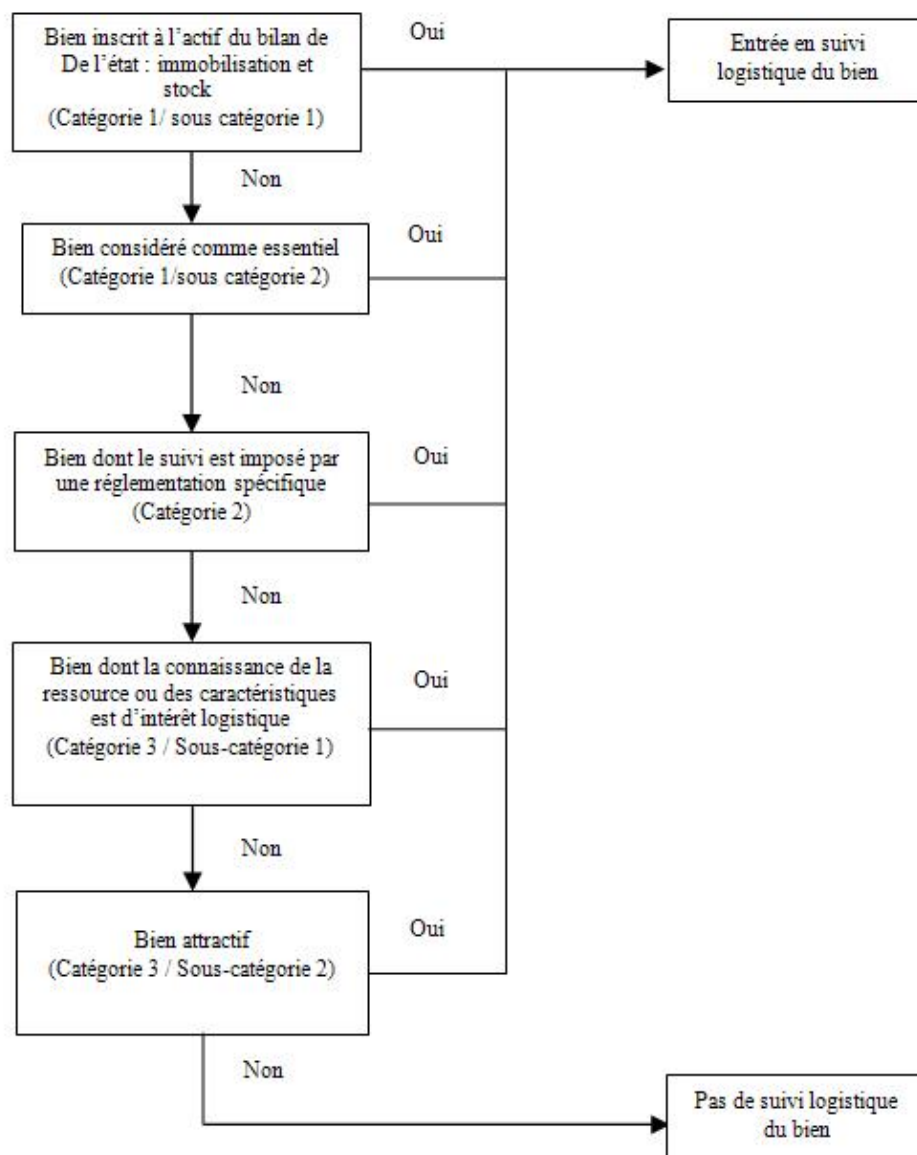 Bien inscrit à l'actif du bilan de
De l'état : immobilisation et
stock
(Catégorie 1/ sous catégorie 1)
Oui
Entrée en suivi
logistique du bien
Non
Bien considéré comme essentiel
(Catégorie 1/sous catégorie 2)
Oui
Non
Bien dont le suivi est imposé par
une réglementation spécifique
(Catégorie 2)
Oui
Non
Bien dont la connaissance de la
ressource ou des caractéristiques
est d'intérêt logistique
(Catégorie 3 / Sous-catégorie 1)
Oui
Non
Bien attractif
(Catégorie 3 / Sous-catégorie 2)
Oui
Non
Pas de suivi logistique
du bien